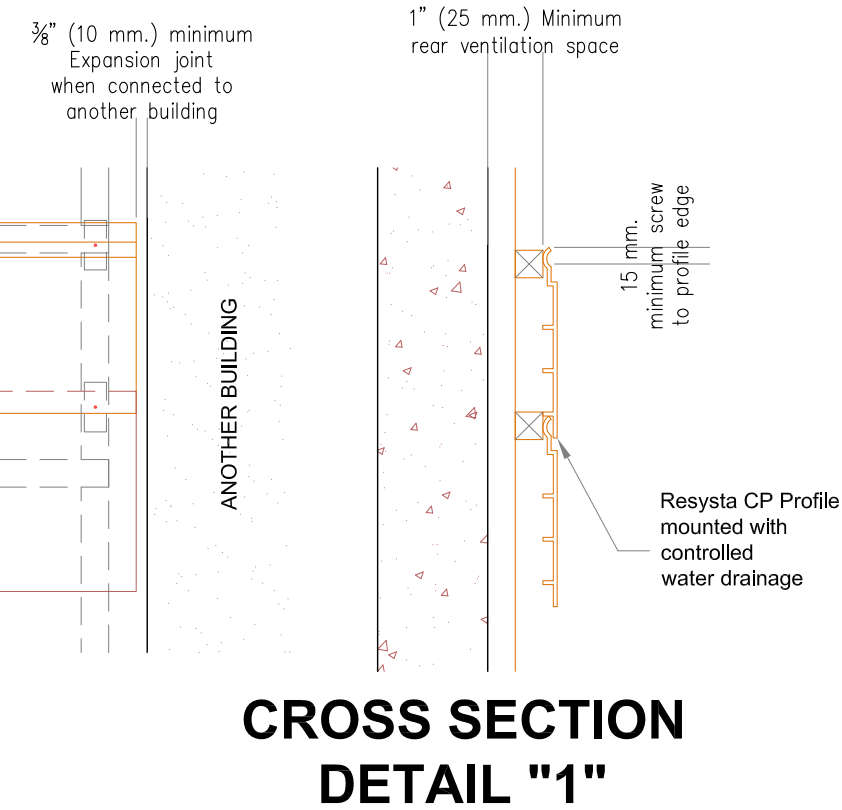 ⅜” (10 mm.) minimum
Expansion joint
when connected to
another building
1” (25 mm.) Minimum
rear ventilation space
15 mm.
minimum screw
to profile edge
ANOTHER BUILDING
Resysta CP Profile
mounted with
controlled
water drainage
CROSS SECTION
DETAIL "1"